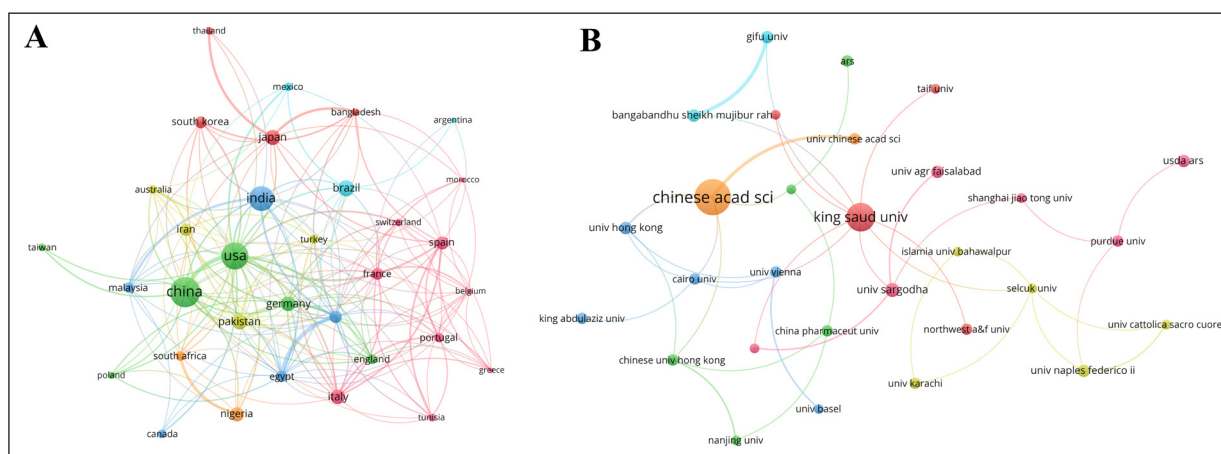 A
thailand
mexico
bangladesh
argentina
south korea
japan
morocco
australia
india
brazil
switzerland
iran
turkey
spain
taiwan
usa
france
malaysia
china
belgium
germany
pakistan
portugal
south africa
england
greece
poland
egypt
italy
nigeria
tunisia
canada
B
gifu univ
ars
taif univ
bangabandhu sheikh mujibur rah
univ chinese acad sci
usda ars
univ agr faisalabad
chinese acad sci
shanghai jiao tong univ
king saud univ
univ hong kong
purdue univ
islamia univ bahawalpur
cairo univ
univ vienna
selcuk univ
univ sargodha
king abdulaziz univ
china pharmaceut univ
northwest a&f univ
univ cattolica sacro cuore
chinese univ hong kong
univ naples federico ii
univ karachi
univ basel
nanjing univ